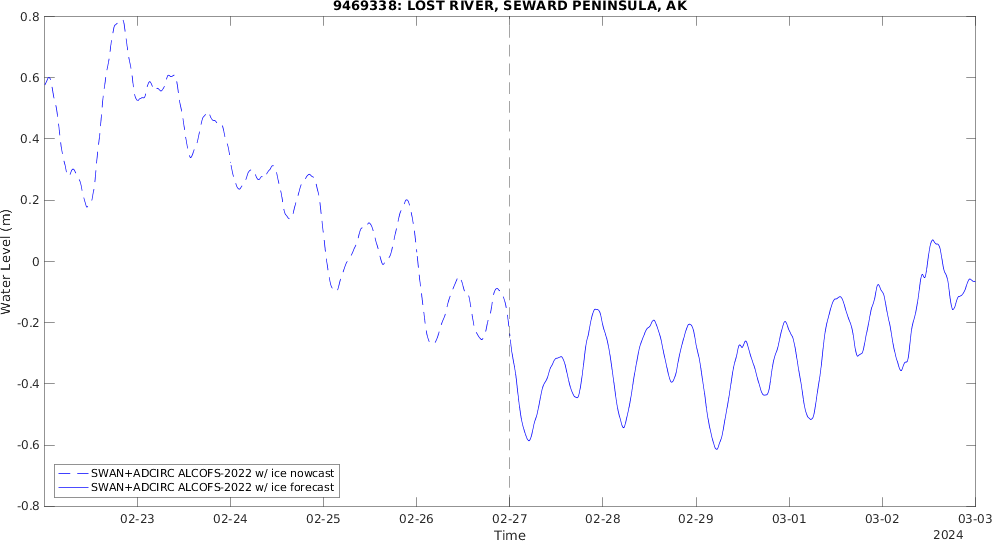 9469338: LOST RIVER, SEWARD PENINSULA, AK
0.8
0.6
0.4
0.2
0
-0.2
-0.4
-0.6
-0.8
Water Level (m)
SWAN+ADCIRC ALCOFS-2022 w/ ice nowcast
SWAN+ADCIRC ALCOFS-2022 w/ ice forecast
02-23 02-24 02-25 02-26 02-27 02-28 02-29 03-01 03-02 03-03
Time
2024